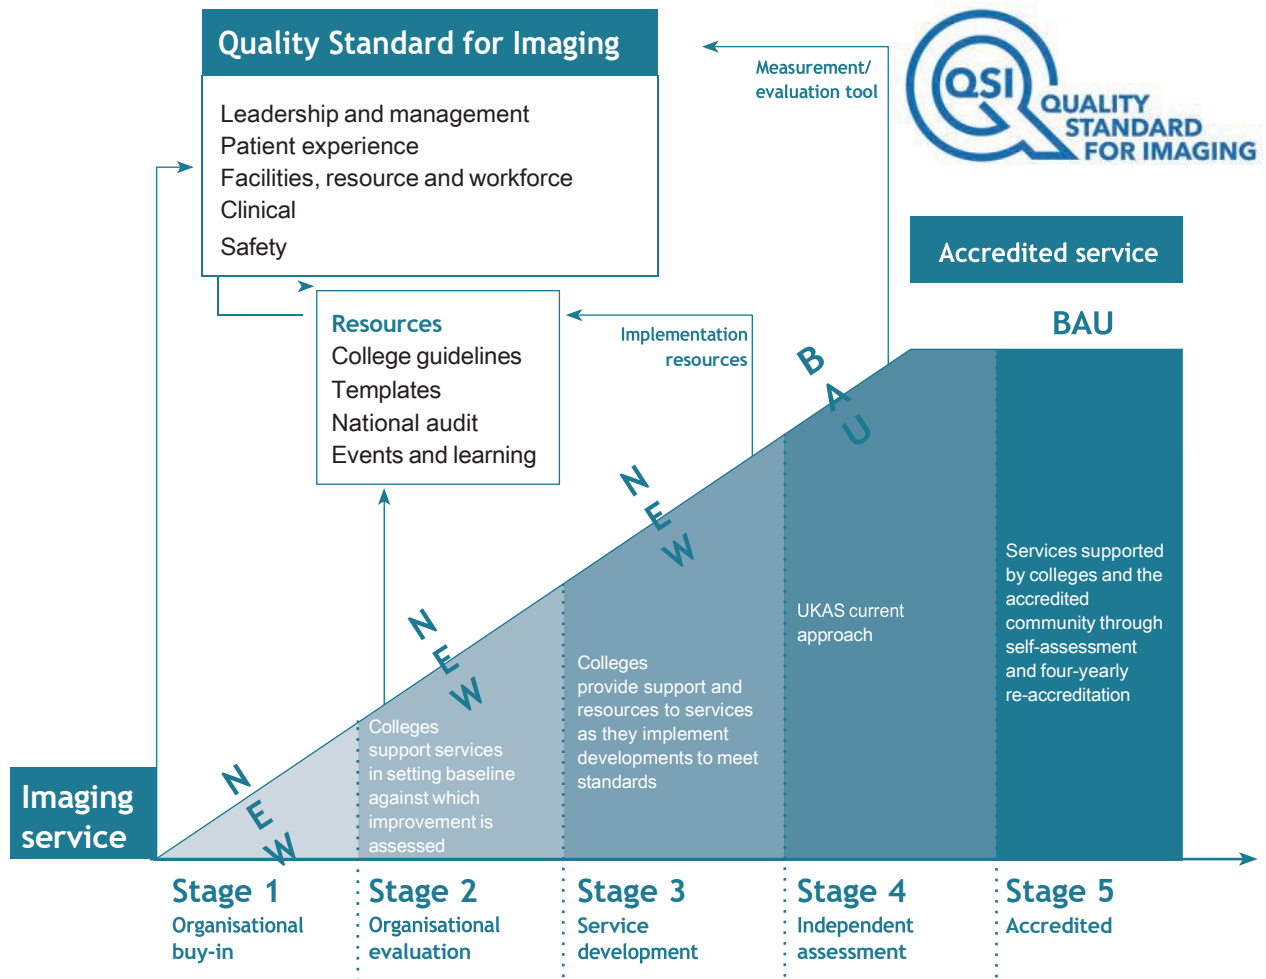 Quality Standard for Imaging
Leadership and management
Patient experience
Facilities, resource and workforce
Clinical
Safety
Measurement/
evaluation tool
QSI QUALITY
STANDARD
FOR IMAGING
Accredited service
BAU
Resources
College guidelines
Templates
National audit
Events and learning
Implementation
resources
BAU
NEW
NEW
NEW
Services supported
by colleges and the
accredited
community through
self-assessment
and four-yearly
re-accreditation
UKAS current
approach
Colleges
provide support and
resources to services
as they implement
developments to meet
standards
Colleges
support services
in setting baseline
against which
improvement is
assessed
Imaging
service
Stage 1
Organisational
buy-in
Stage 2
Organisational
evaluation
Stage 3
Service
development
Stage 4
Independent
assessment
Stage 5
Accredited